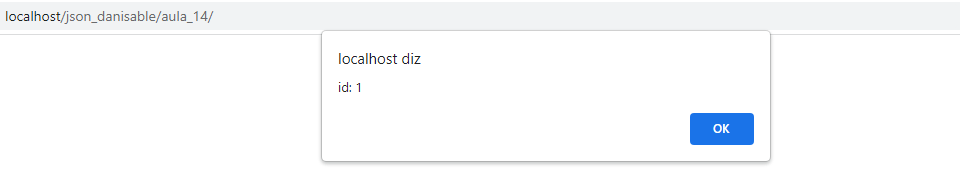 localhost/json_danisable/aula_14/
localhost diz
id: 1
OK